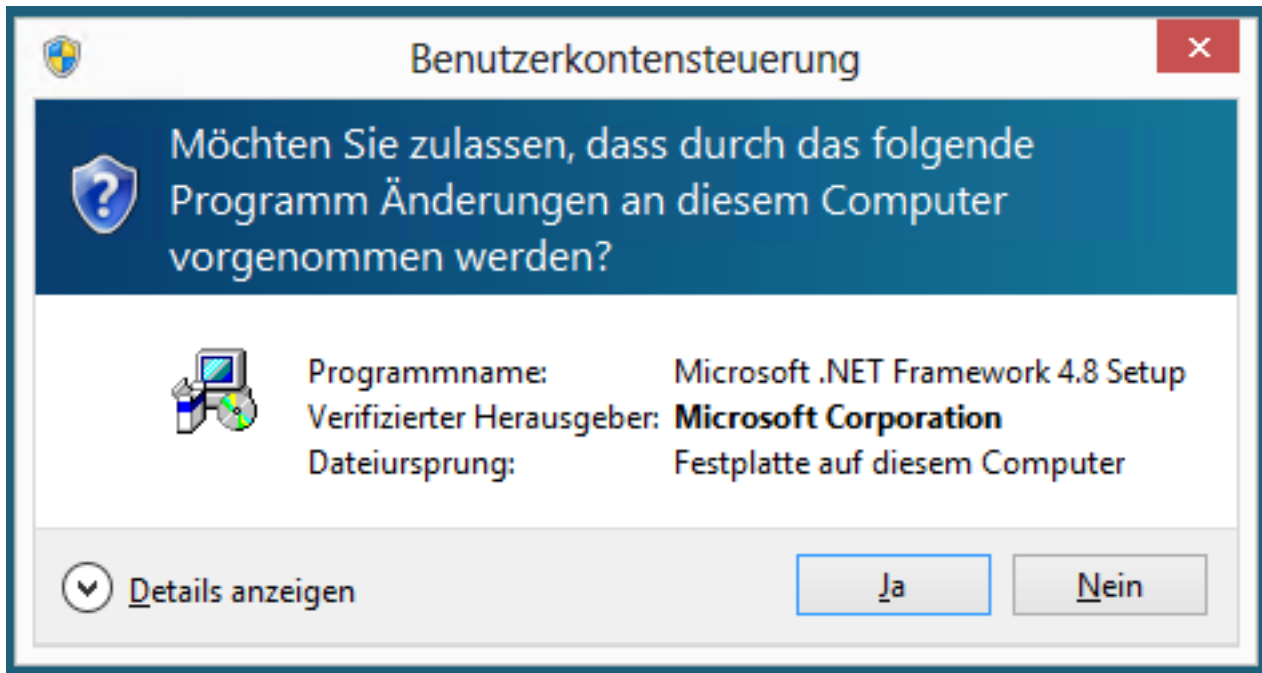 Benutzerkontensteuerung
Möchten Sie zulassen, dass durch das folgende
Programm Änderungen an diesem Computer
vorgenommen werden?
Programmname: Microsoft .NET Framework 4.8 Setup
Verifizierter Herausgeber: Microsoft Corporation
Dateiursprung: Festplatte auf diesem Computer
Details anzeigen Ja Nein